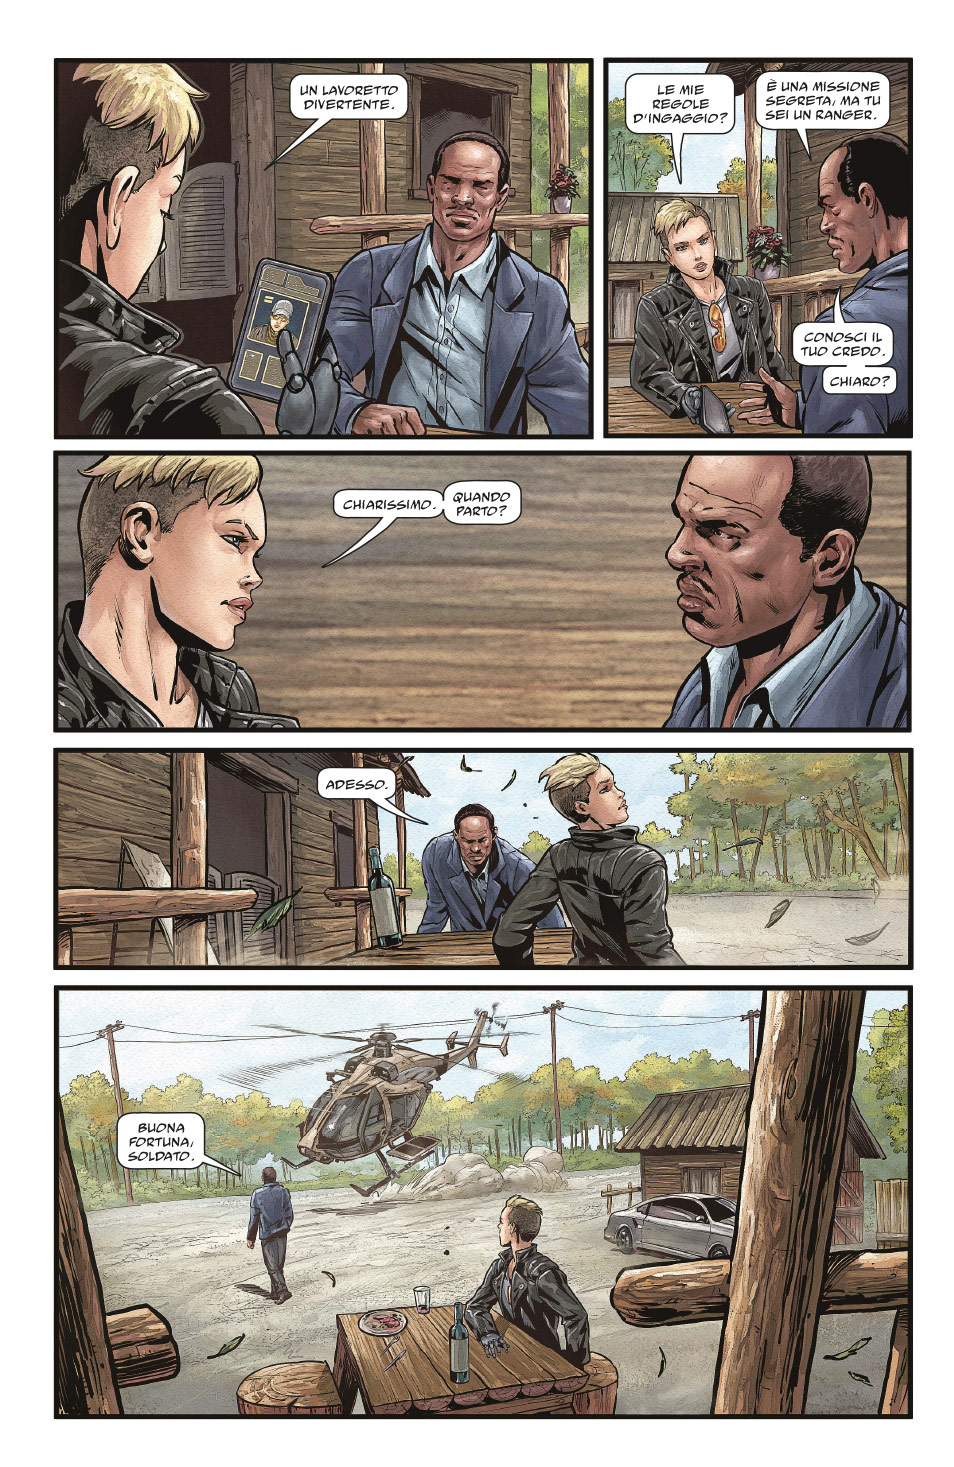 UN LAVORETTO
DIVERTENTE.
LE MIE
REGOLE
D'INGAGGIO?
È UNA MISSIONE
SEGRETA, MA TU
SEI UN RANGER.
CONOSCI IL
TUO CREDO.
CHIARO?
CHIARISSIMO.
QUANDO
PARTO?
ADESSO.
BUONA
FORTUNA,
SOLDATO.